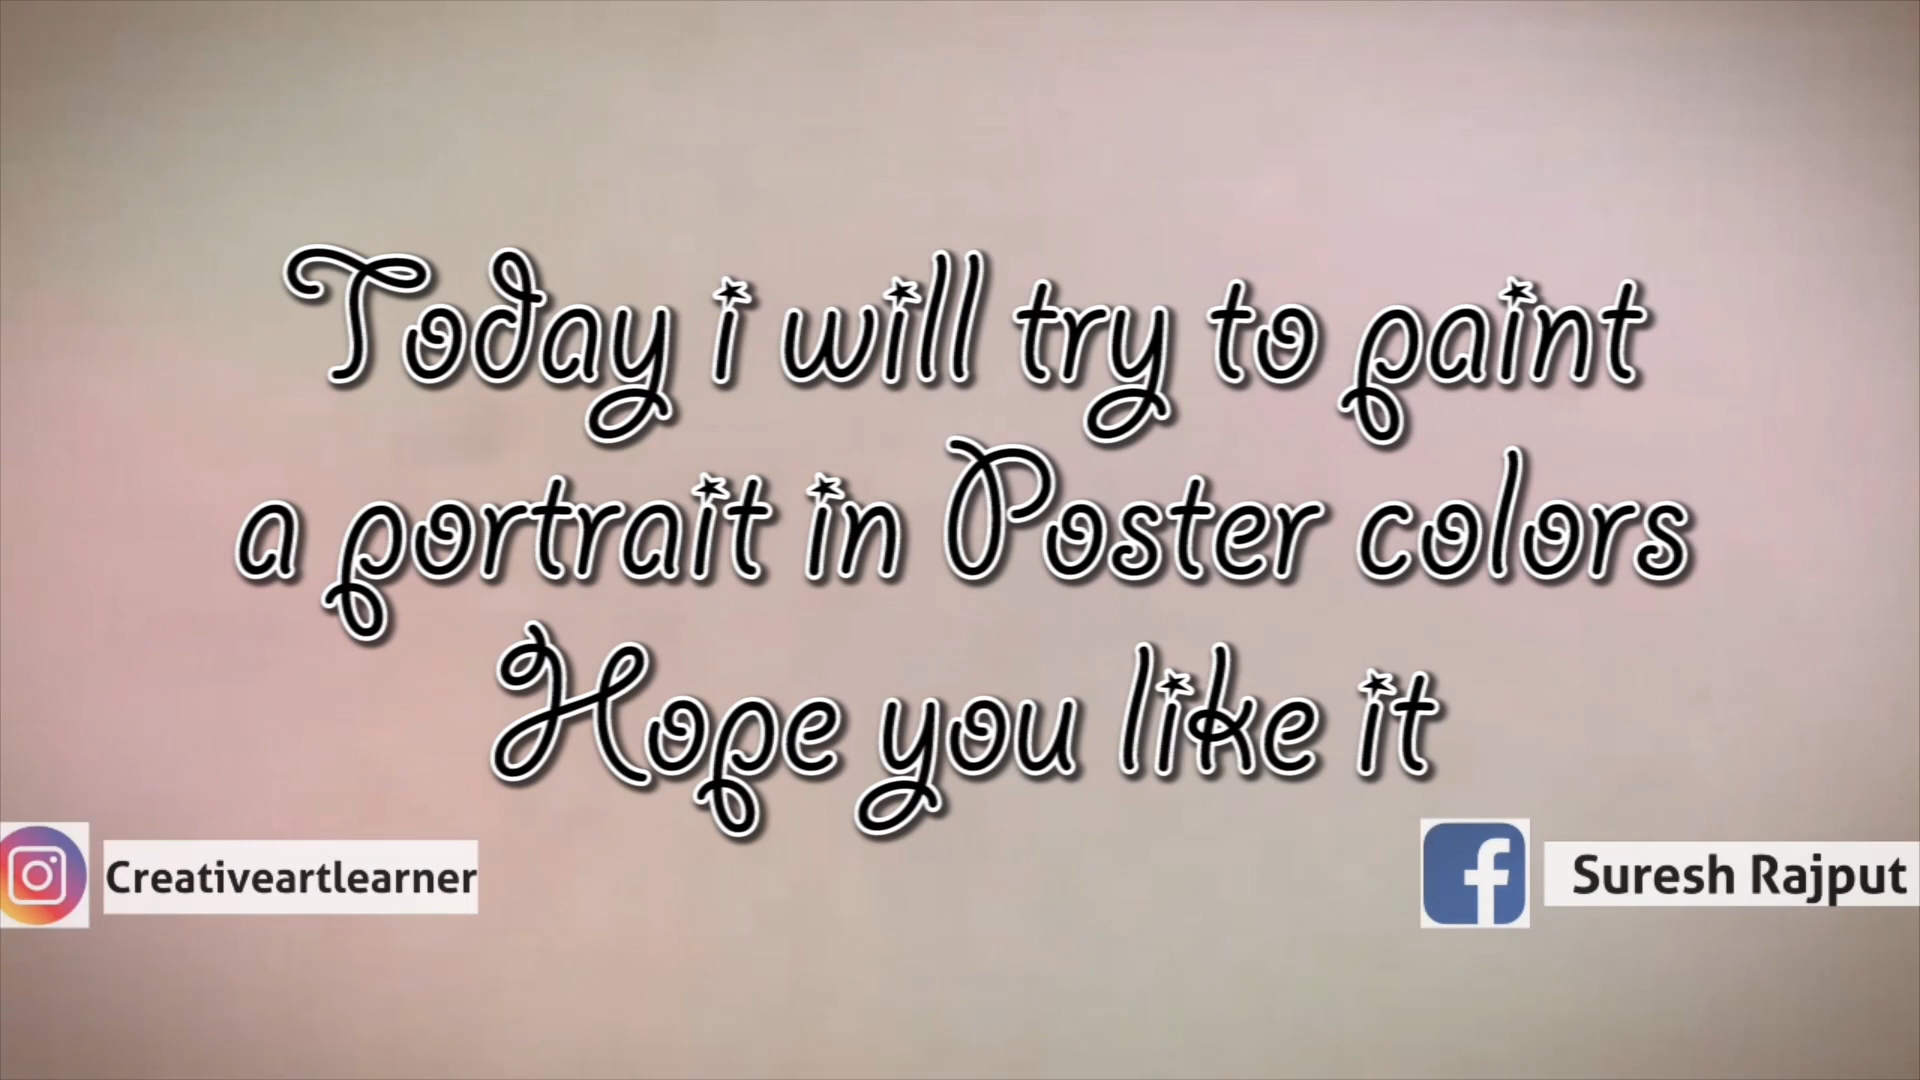 Today i will try to paint
a portrait in Poster colors
Hope you like it
Creativeartlearner
Suresh Rajput